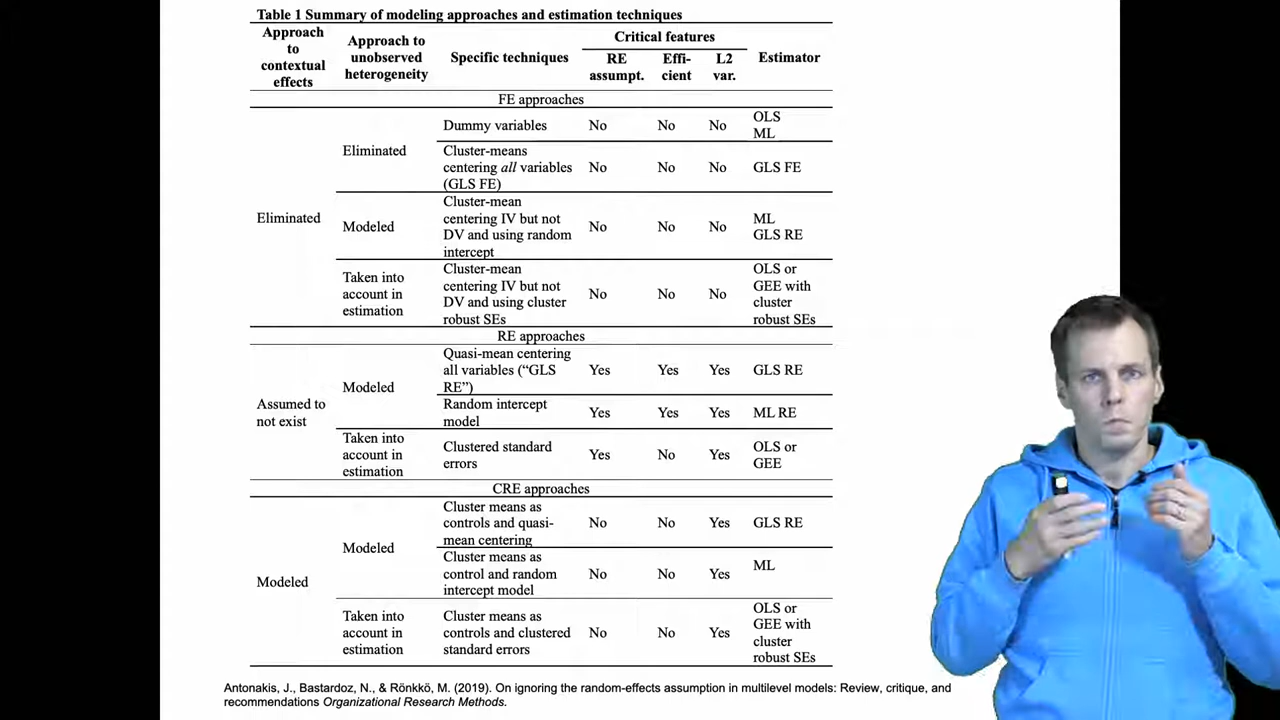 Table 1 Summary of modeling approaches and estimation techniques
Approach
to
contextual
effects
Approach to
unobserved
heterogeneity
Specific techniques
Critical features
RE
assumpt.
Effi-
cient
L2
var.
Estimator
FE approaches
Eliminated
Eliminated
Dummy variables
No
No
No
OLS
ML
Cluster-means
centering all variables
(GLS FE)
No
No
No
GLS FE
Modeled
Cluster-mean
centering IV but not
DV and using random
intercept
No
No
No
ML
GLS RE
Taken into
account in
estimation
Cluster-mean
centering IV but not
DV and using cluster
robust SEs
No
No
No
OLS or
GEE with
cluster
robust SEs
RE approaches
Assumed to
not exist
Modeled
Quasi-mean centering
all variables (“GLS
RE”)
Yes
Yes
Yes
GLS RE
Random intercept
model
Yes
Yes
Yes
ML RE
Taken into
account in
estimation
Clustered standard
errors
Yes
No
Yes
OLS or
GEE
CRE approaches
Modeled
Modeled
Cluster means as
controls and quasi-
mean centering
No
No
Yes
GLS RE
Cluster means as
control and random
intercept model
No
No
Yes
ML
Taken into
account in
estimation
Cluster means as
controls and clustered
standard errors
No
No
Yes
OLS or
GEE with
cluster
robust SEs
Antonakis, J., Bastardoz, N., & Rönkkö, M. (2019). On ignoring the random-effects assumption in multilevel models: Review, critique, and
recommendations Organizational Research Methods.